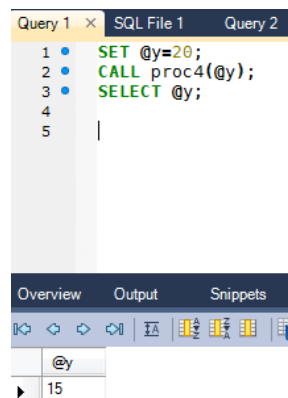 Query 1 × SQL File 1 Query 2
1 SET @y=20;
2 CALL proc4(@y);
3 SELECT @y;
4
5
Overview Output Snippets
@y
15